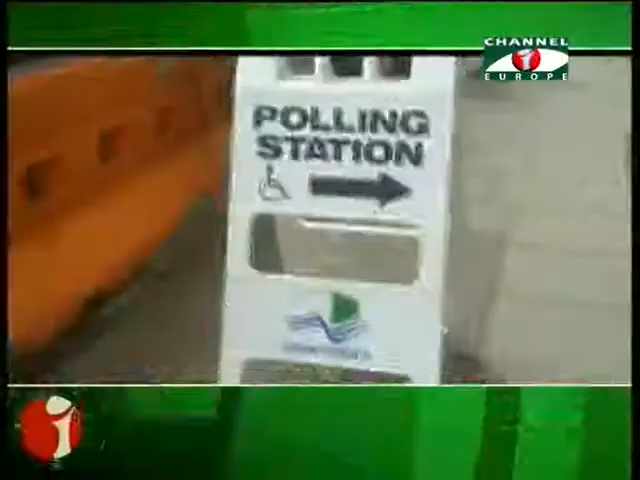 CHANNEL
i
EUROPE
POLLING
STATION
i